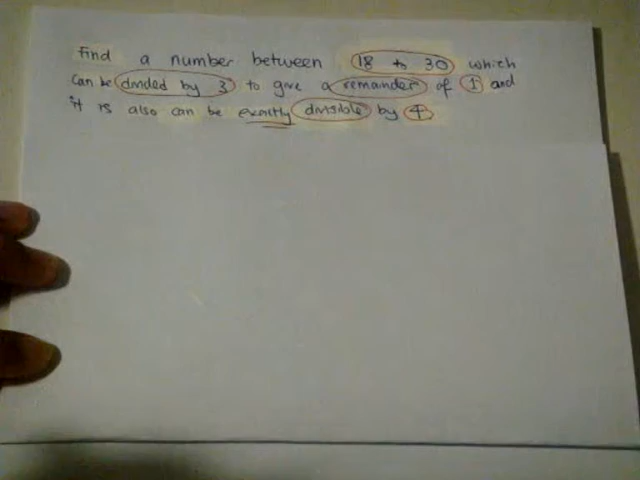 Find a number between 18 to 30 which
can be divided by 3 to give a remainder of 1 and
it is also can be exactly divisible by 4